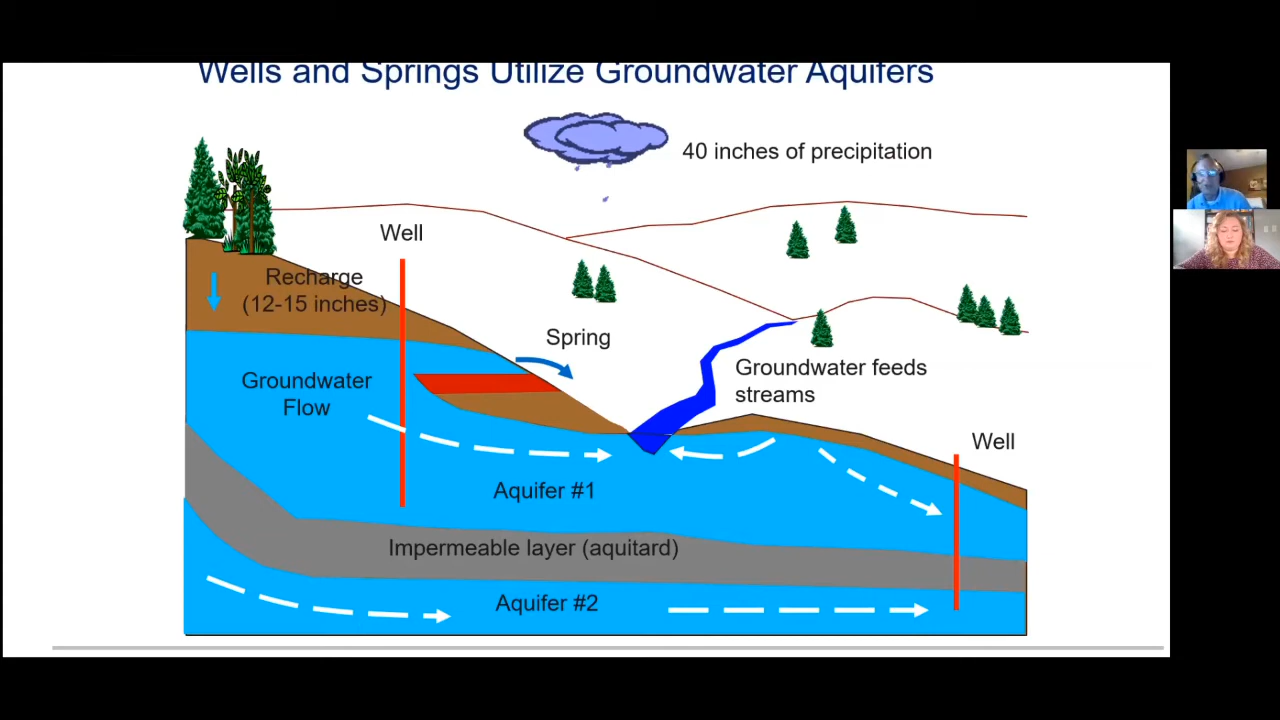 Wells and Springs Utilize Groundwater Aquifers
40 inches of precipitation
Well
Recharge
(12-15 inches)
Spring
Groundwater feeds
streams
Groundwater
Flow
Well
Aquifer #1
Impermeable layer (aquitard)
Aquifer #2